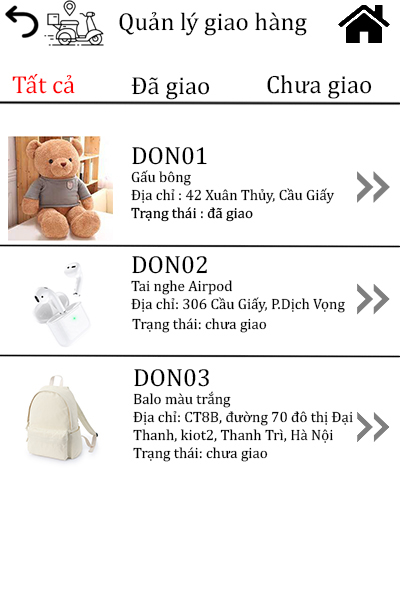 Quản lý giao hàng
Tất cả
Đã giao
Chưa giao
DON01
Gấu bông
Địa chỉ : 42 Xuân Thủy, Cầu Giấy
Trạng thái : đã giao
DON02
Tai nghe Airpod
Địa chỉ: 306 Cầu Giấy, P.Dịch Vọng
Trạng thái: chưa giao
DON03
Balo màu trắng
Địa chỉ: CT8B, đường 70 đô thị Đại
Thanh, kiot2, Thanh Trì, Hà Nội
Trạng thái: chưa giao